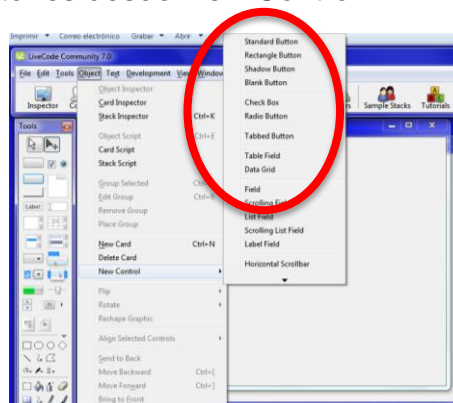 Imprimir Correo electrónico Grabar Abrir
LiveCode Community 7.0
File Edit Tools Object Text Development View Window
Inspector
Sample Stacks Tutorials
Tools
Label:
Object Inspector
Card Inspector
Stack Inspector Ctrl+K
Object Script Ctrl+E
Card Script
Stack Script
Group Selected
Edit Group
Remove Group
Place Group
New Card Ctrl+N
Delete Card
New Control
Flip
Rotate
Reshape Graphic
Align Selected Controls
Send to Back
Move Backward Ctrl+[
Move Forward Ctrl+]
Bring to Front
Standard Button
Rectangle Button
Shadow Button
Blank Button
Check Box
Radio Button
Tabbed Button
Table Field
Data Grid
Field
Scrolling Field
List Field
Scrolling List Field
Label Field
Horizontal Scrollbar